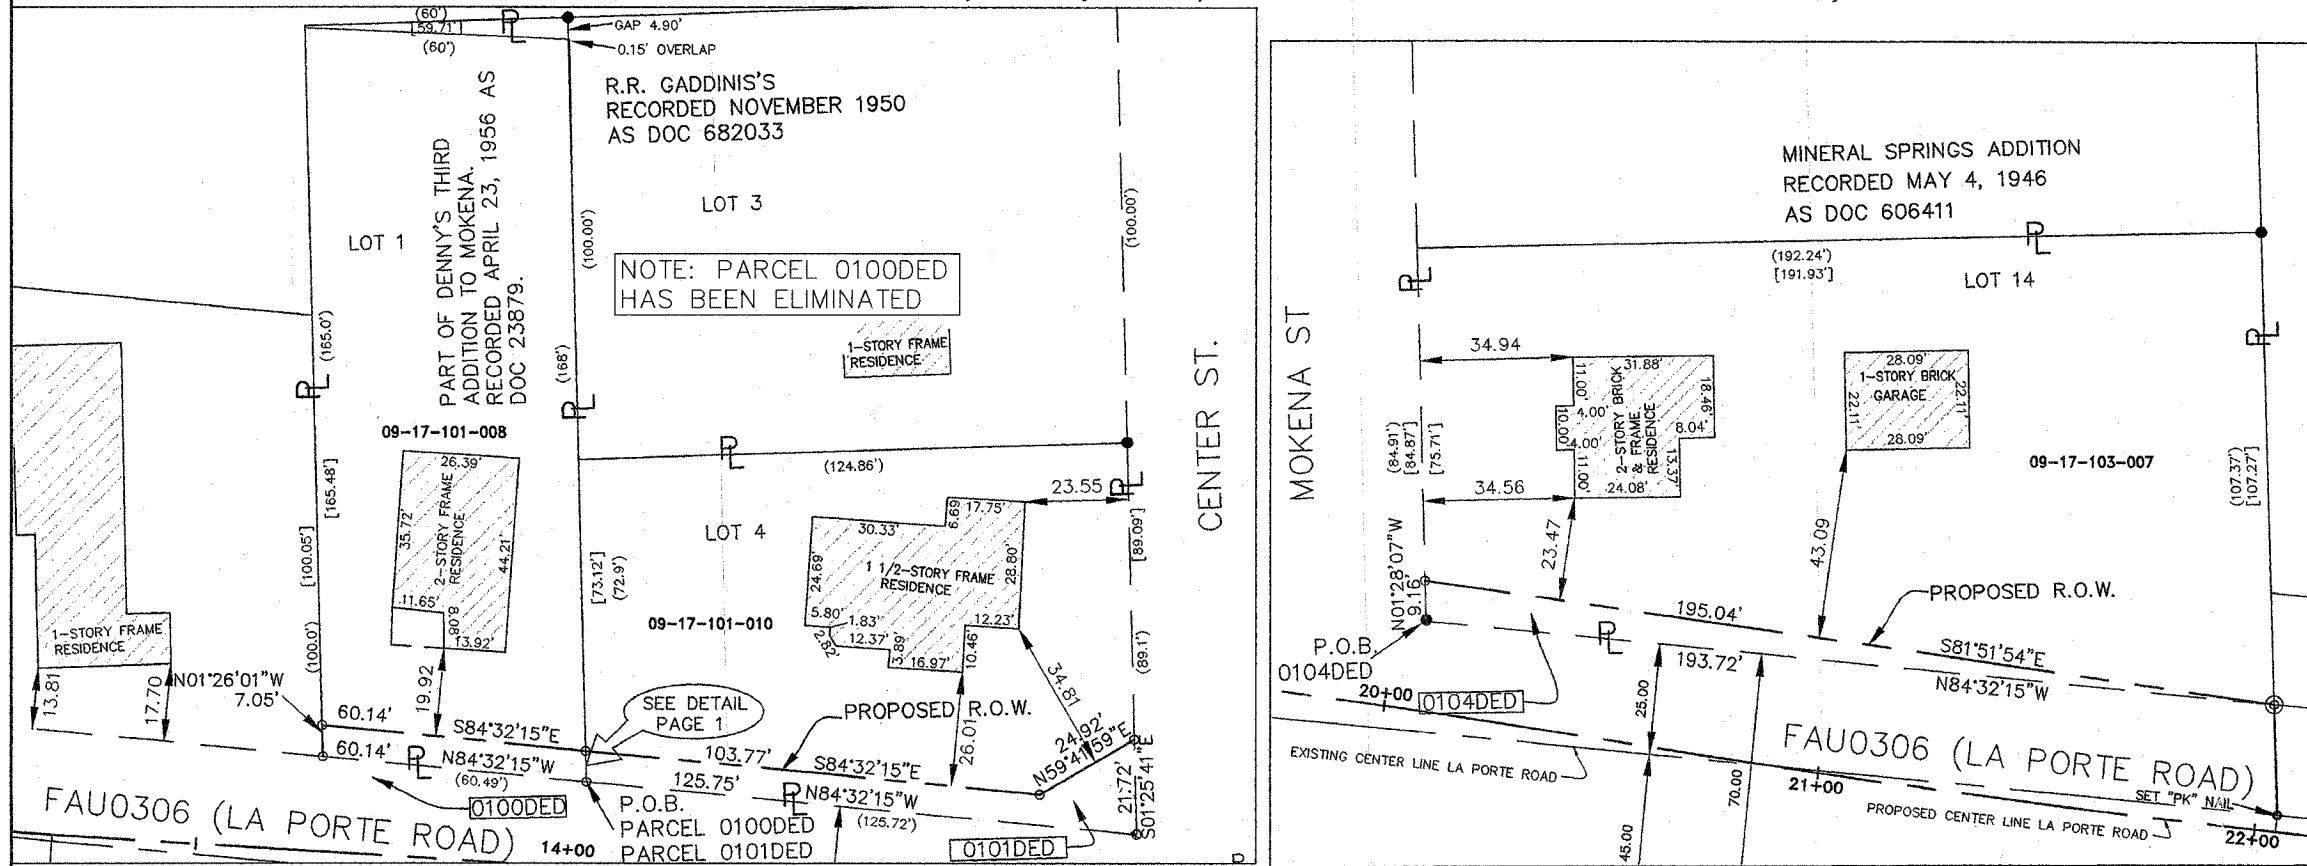 (60')
[59.71']
(60')
GAP 4.90'
0.15' OVERLAP
R.R. GADDINIS'S
RECORDED NOVEMBER 1950
AS DOC 682033
PART OF DENNY'S THIRD
ADDITION TO MOKENA.
RECORDED APRIL 23, 1956 AS
DOC 23879.
LOT 1
LOT 3
(100.00')
(100.00')
NOTE: PARCEL 0100DED
HAS BEEN ELIMINATED
1-STORY FRAME
RESIDENCE
(165.0')
(168')
09-17-101-008
(124.86')
CENTER ST.
23.55
26.39'
35.72'
2-STORY FRAME
RESIDENCE
44.21'
11.65'
8.08'
13.92'
[165.48']
[100.05']
(100.0')
[73.12']
(72.9')
LOT 4
[89.09']
(89.1')
30.33'
6.69
17.75'
24.69'
1 1/2-STORY FRAME
RESIDENCE
28.80'
5.80'
1.83'
2.82'
12.37'
3.89'
16.97'
10.46'
12.23'
09-17-101-010
1-STORY FRAME
RESIDENCE
13.81
17.70
N01°26'01"W
7.05'
19.92
SEE DETAIL
PAGE 1
PROPOSED R.O.W.
34.81
26.01
24.92'
N59°41'59"E
21.72'
S01°25'41"E
60.14'
S84°32'15"E
60.14'
N84°32'15"W
(60.49')
103.77'
S84°32'15"E
125.75'
N84°32'15"W
(125.72')
0100DED
P.O.B.
PARCEL 0100DED
PARCEL 0101DED
0101DED
FAU0306 (LA PORTE ROAD)
14+00
MINERAL SPRINGS ADDITION
RECORDED MAY 4, 1946
AS DOC 606411
(192.24')
[191.93']
LOT 14
MOKENA ST
34.94
31.88'
11.00'
4.00'
10.00'
4.00'
11.00'
2-STORY BRICK
& FRAME
RESIDENCE
18.46'
8.04'
13.37'
24.08'
28.09'
1-STORY BRICK
GARAGE
22.11'
22.11'
28.09'
(84.91')
[84.87']
[75.71']
34.56
09-17-103-007
(107.37')
[107.27']
23.47
43.09
N01°28'07"W
9.16'
P.O.B.
0104DED
PROPOSED R.O.W.
195.04'
S81°51'54"E
193.72'
N84°32'15"W
20+00
0104DED
25.00
EXISTING CENTER LINE LA PORTE ROAD
FAU0306 (LA PORTE ROAD)
SET "PK" NAIL
45.00
70.00
21+00
PROPOSED CENTER LINE LA PORTE ROAD
22+00